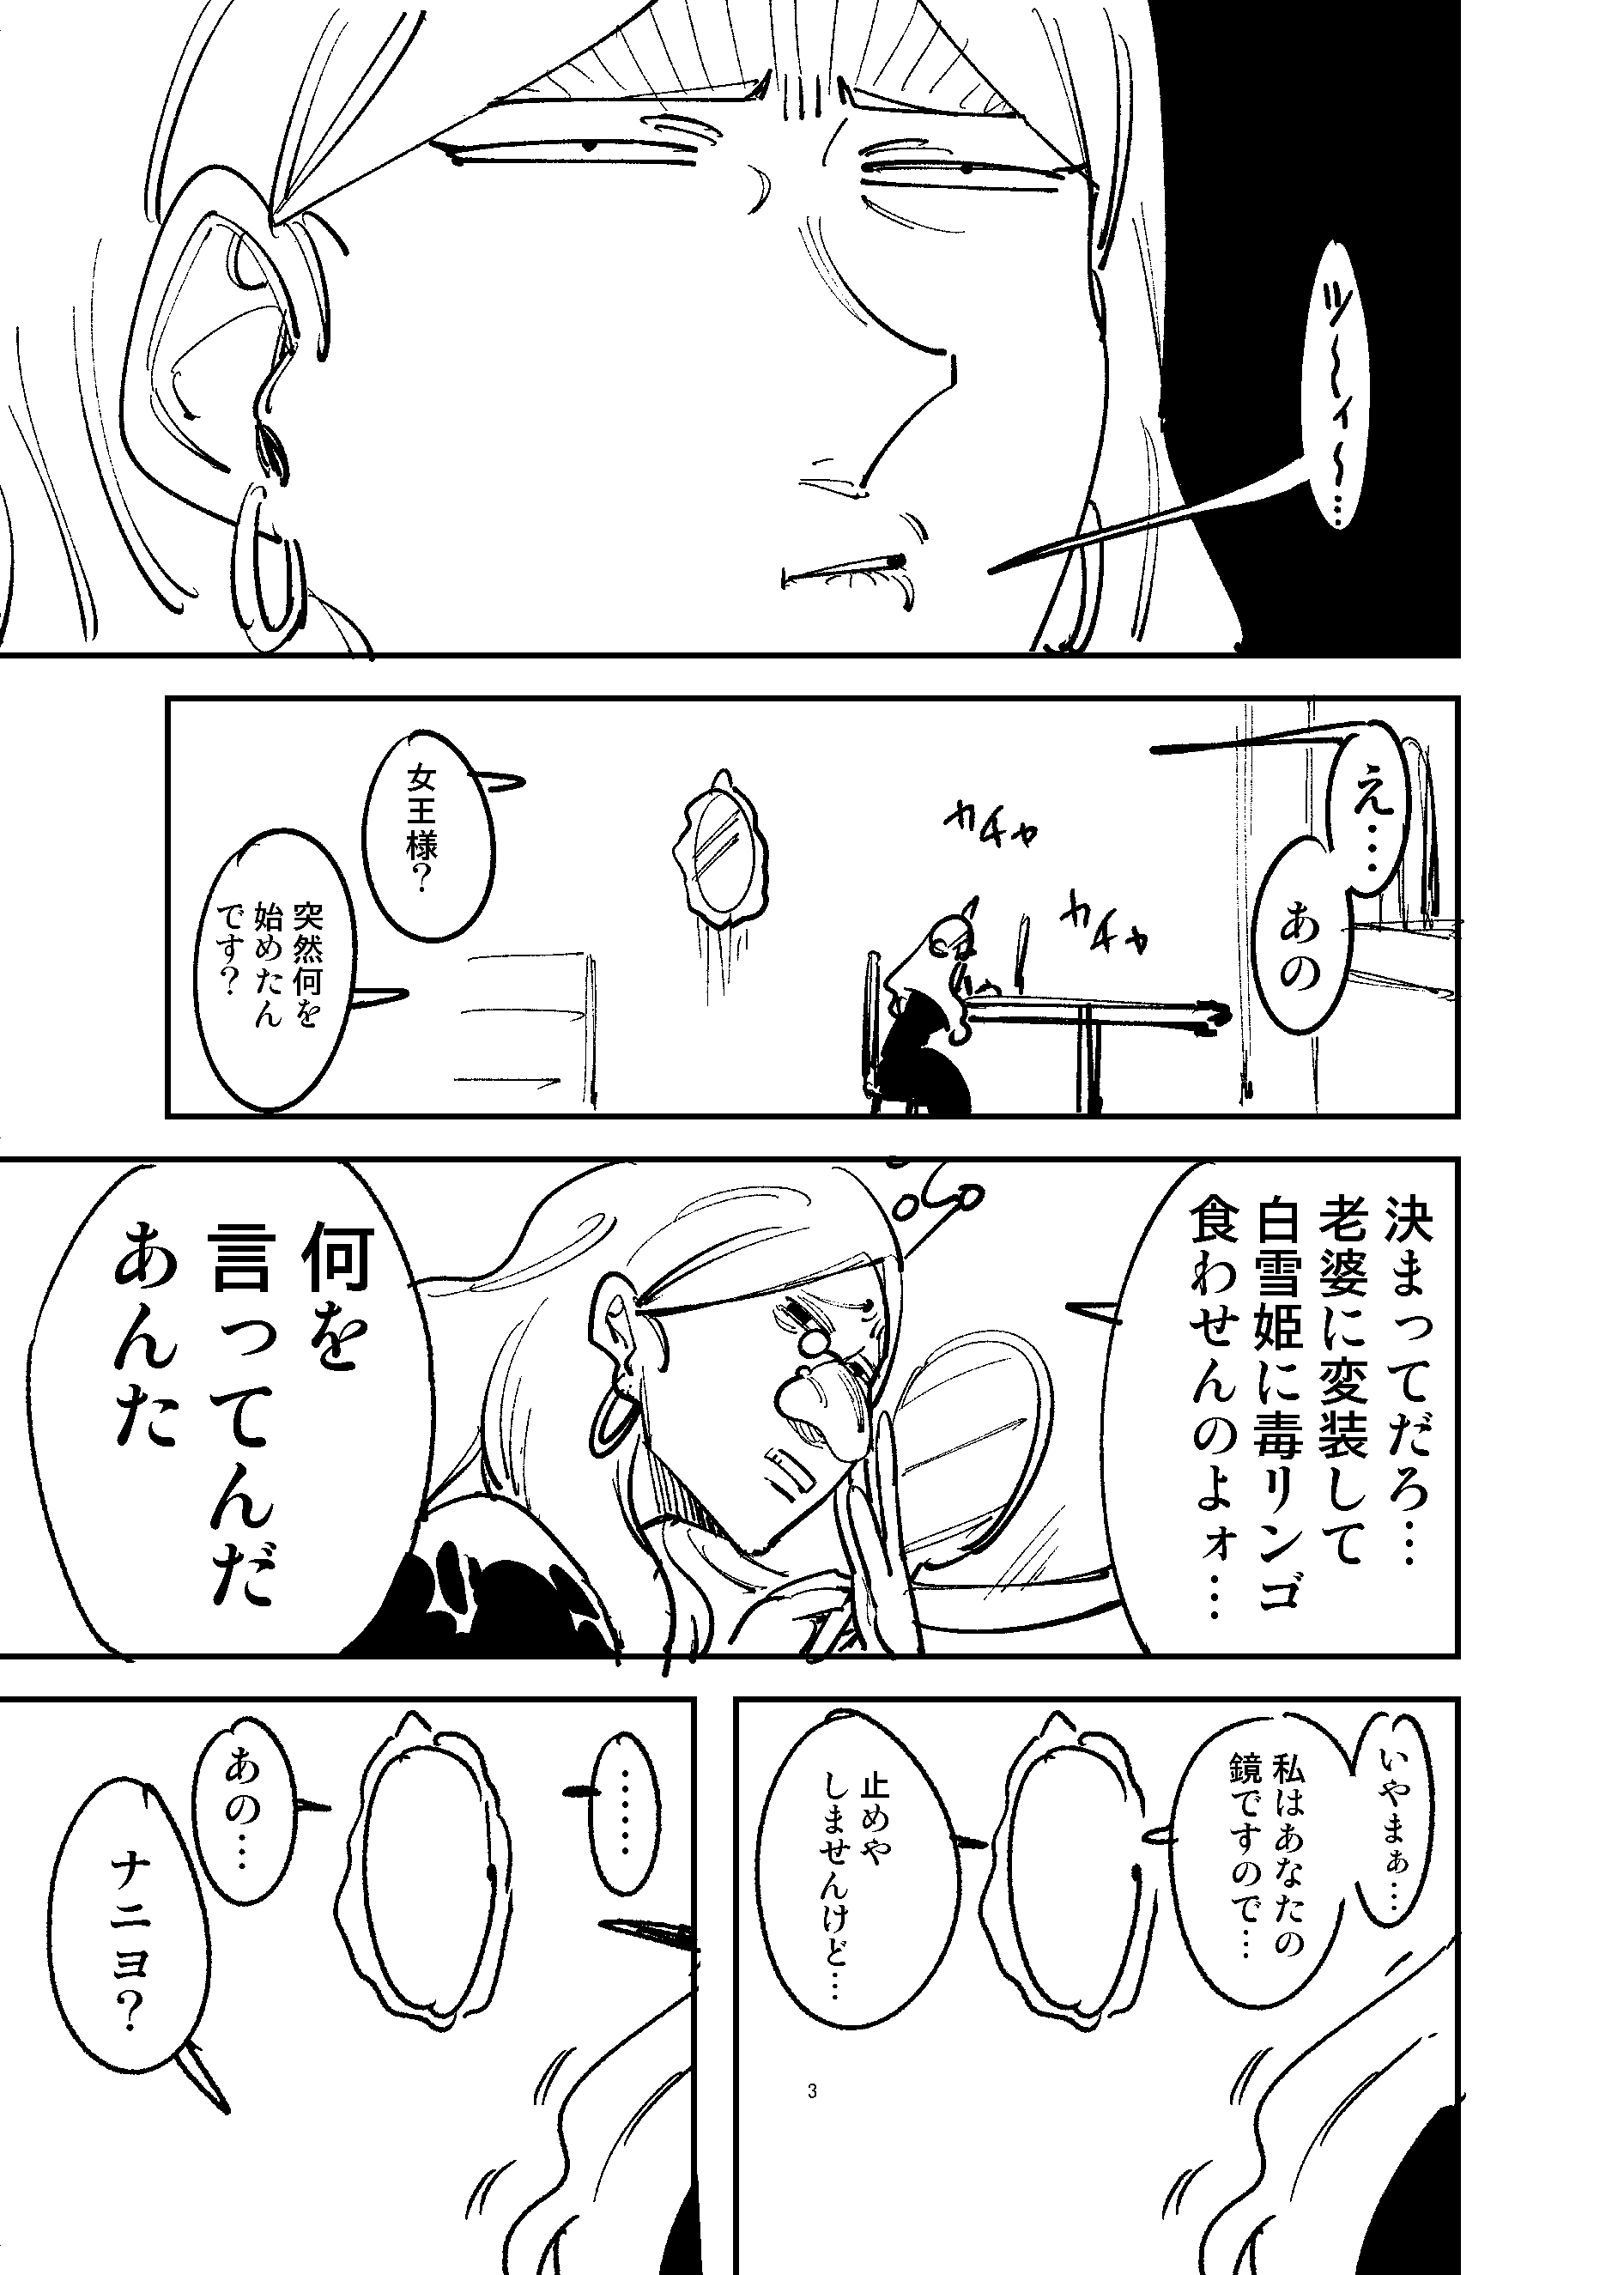 ツ〜ィ〜…
え…
あの
カチャ
カチャ
女王様?
突然何を
始めたん
です?
決まってだろ…
老婆に変装して
白雪姫に毒リンゴ
食わせんのよォ…
何を
言ってんだ
あんた
いやまぁ…
私はあなたの
鏡ですので…
止めや
しませんけど…
……
あの…
ナニヨ?
3